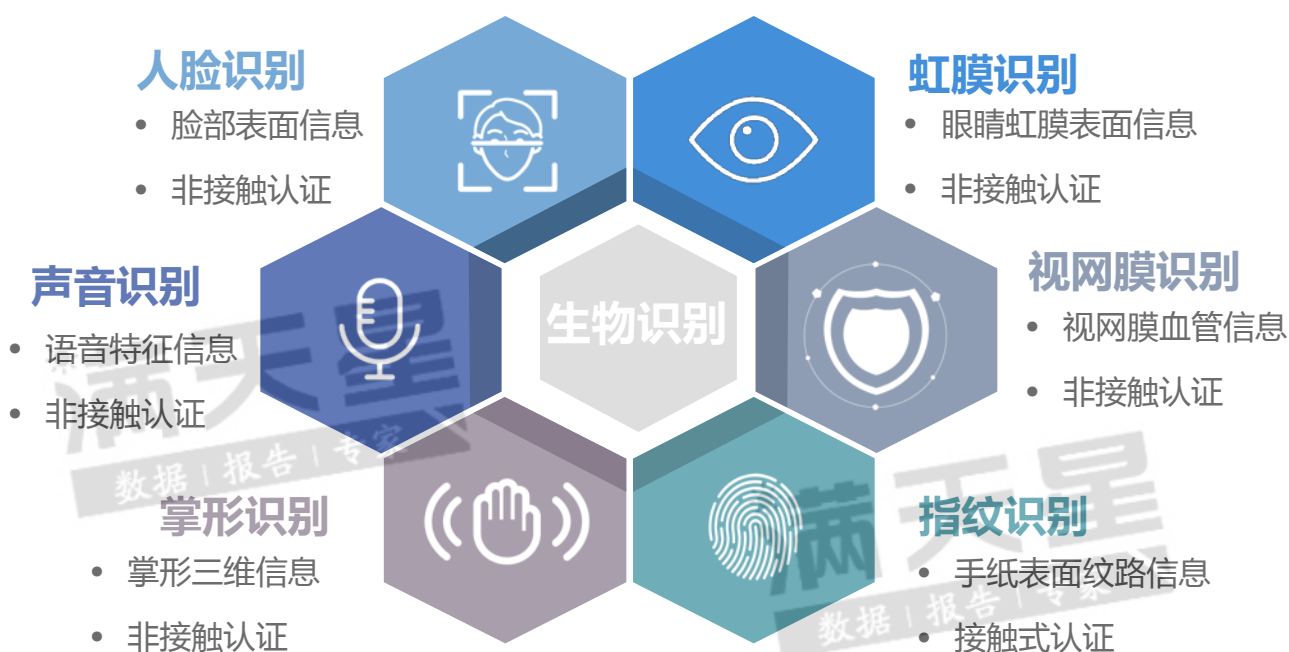 人脸识别
• 脸部表面信息
• 非接触认证
虹膜识别
• 眼睛虹膜表面信息
• 非接触认证
声音识别
• 语音特征信息
• 非接触认证
生物识别
视网膜识别
• 视网膜血管信息
• 非接触认证
掌形识别
• 掌形三维信息
• 非接触认证
指纹识别
• 手纸表面纹路信息
• 接触式认证
满天星
数据|报告|专家
满天星
数据|报告|专家